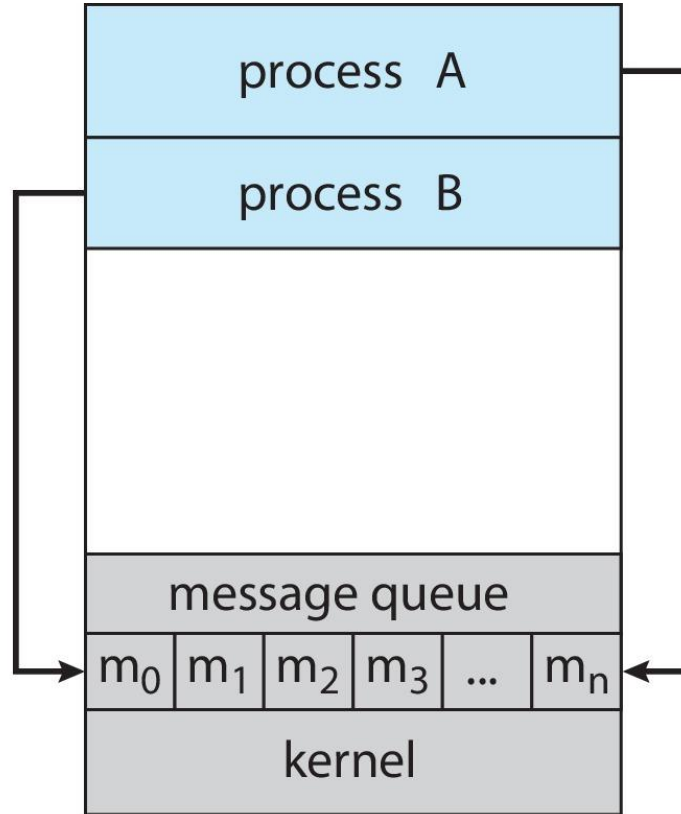 process A
process B
message queue
m₀ m₁ m₂ m₃ ... mₙ
kernel